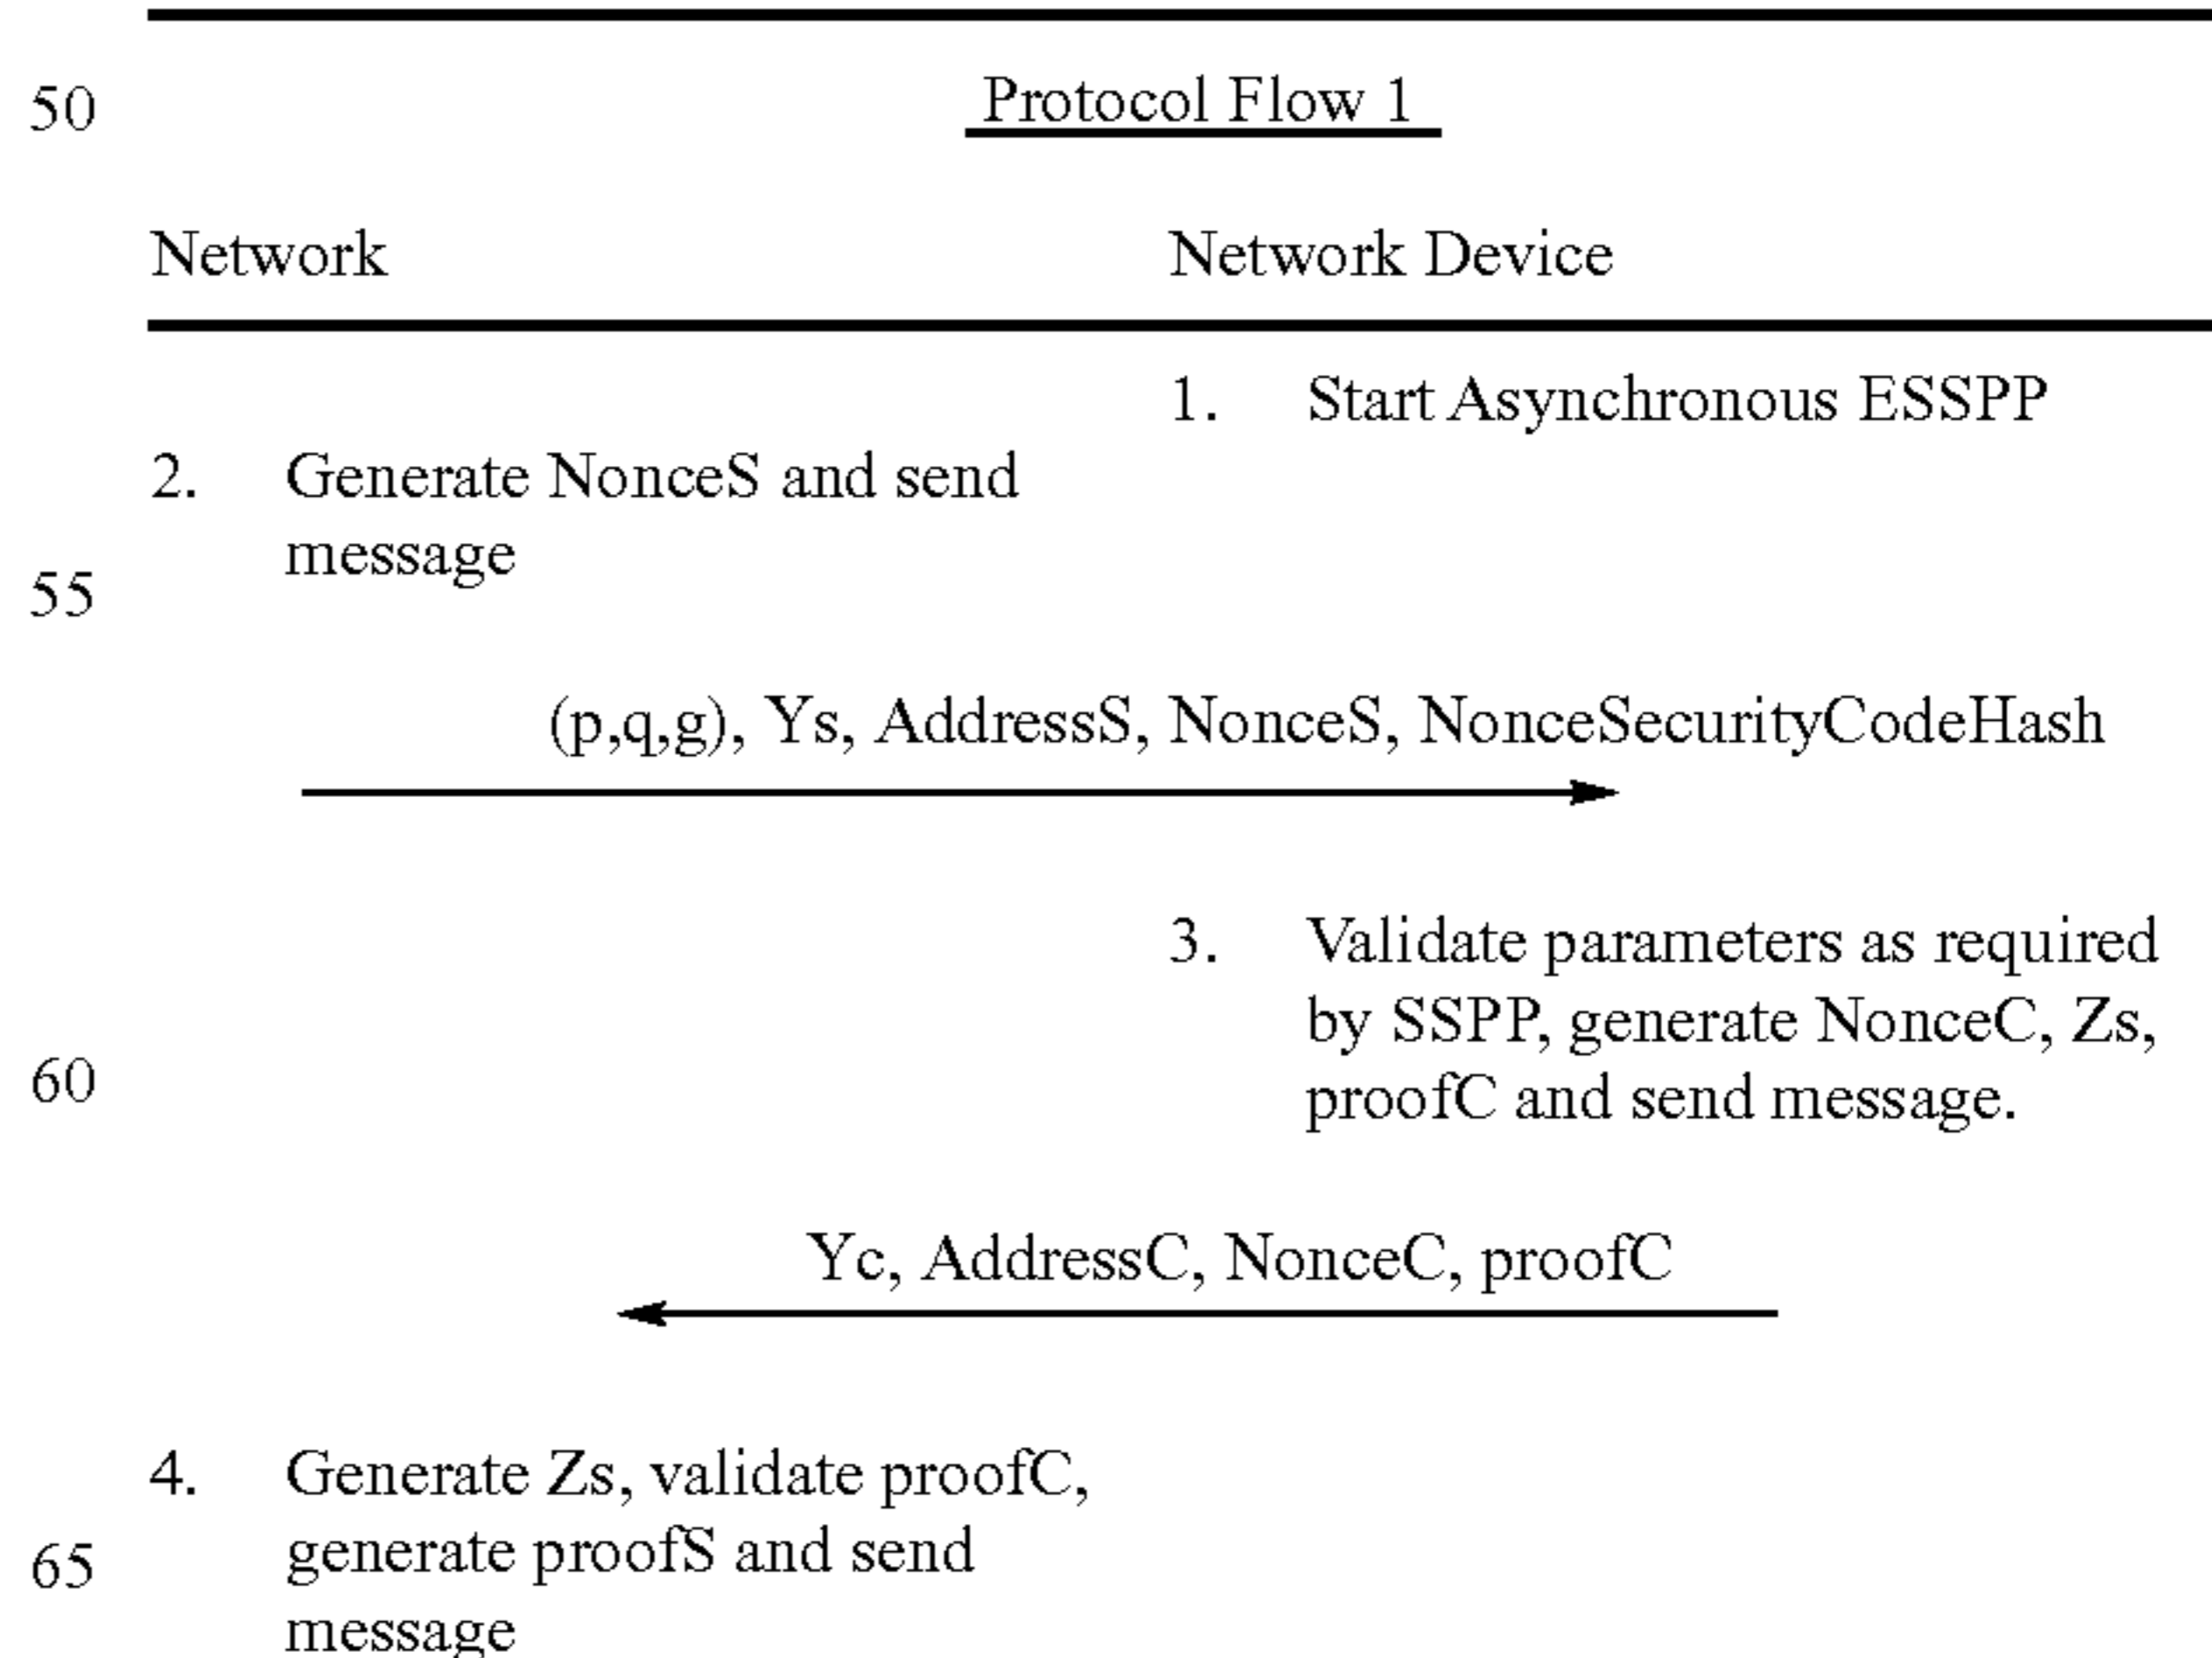 50
Protocol Flow 1
Network Network Device
1. Start Asynchronous ESSPP
2. Generate NonceS and send
message
55
(p,q,g), Ys, AddressS, NonceS, NonceSecurityCodeHash
3. Validate parameters as required
by SSPP, generate NonceC, Zs,
60
proofC and send message.
Yc, AddressC, NonceC, proofC
4. Generate Zs, validate proofC,
65
generate proofS and send
message